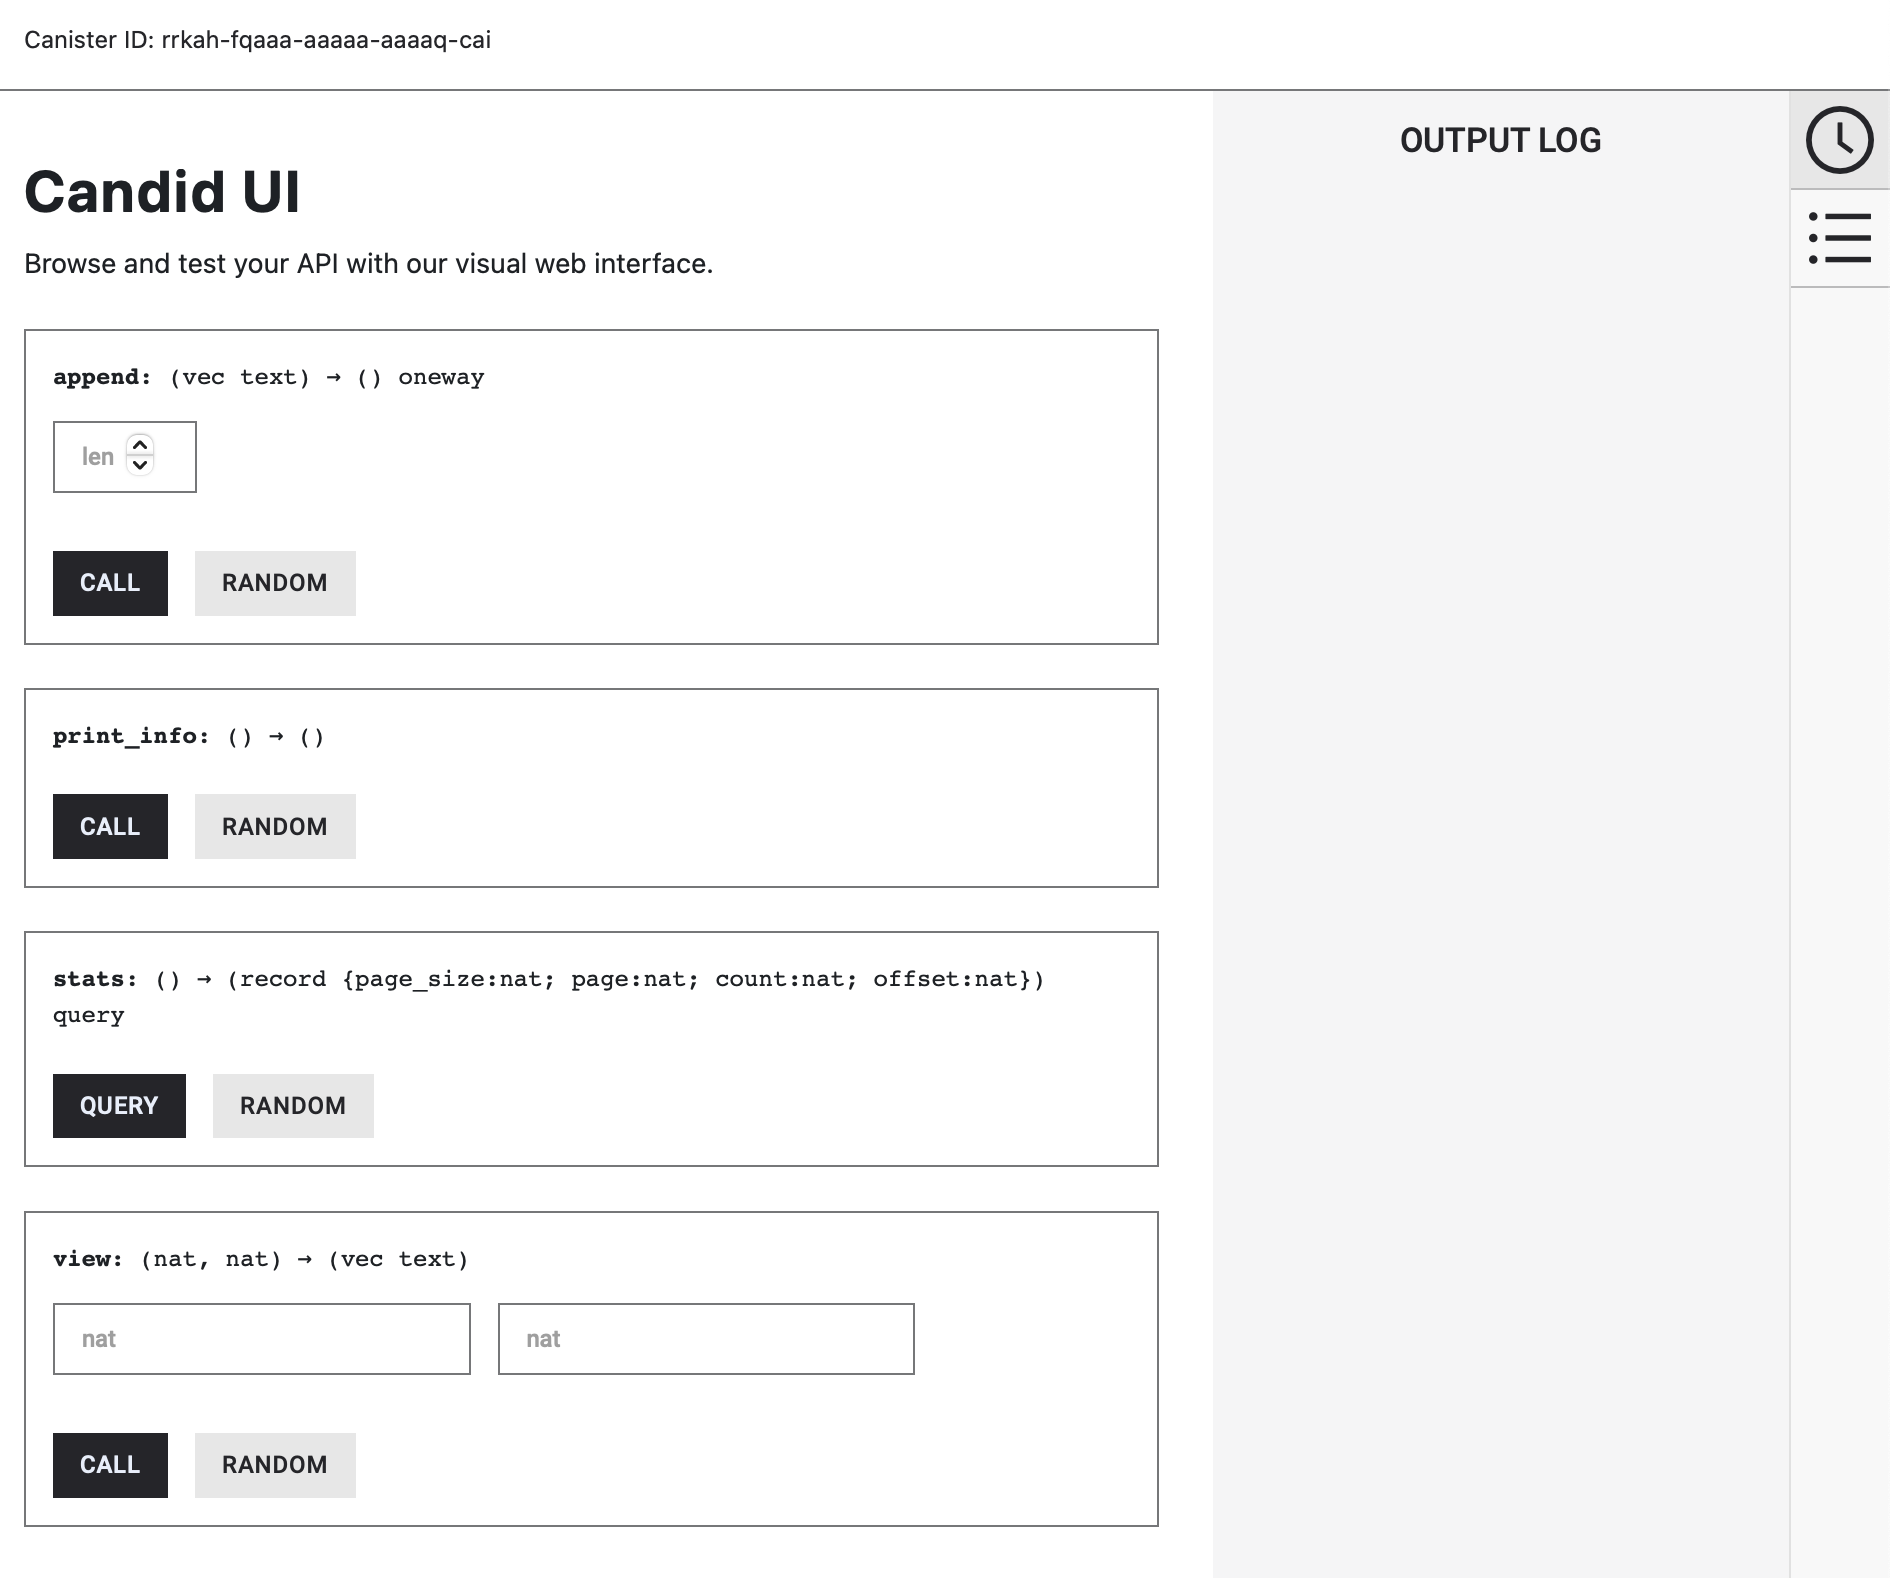 Canister ID: rrkah-fqaaa-aaaaa-aaaaq-cai
Candid UI
Browse and test your API with our visual web interface.
append: (vec text) → () oneway
len
CALL RANDOM
print_info: () → ()
CALL RANDOM
stats: () → (record {page_size:nat; page:nat; count:nat; offset:nat})
query
QUERY RANDOM
view: (nat, nat) → (vec text)
nat nat
CALL RANDOM
OUTPUT LOG